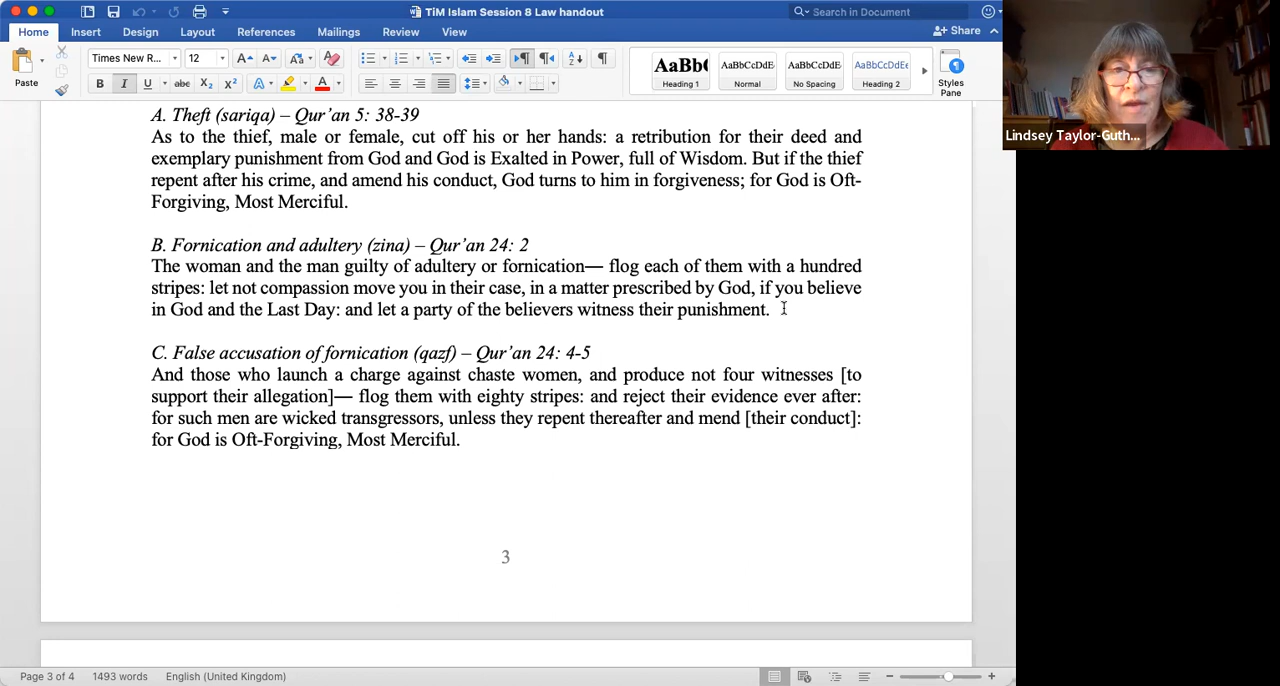 TiM Islam Session 8 Law handout
Search in Document
Home Insert Design Layout References Mailings Review View
Share
Paste
Times New R...
12
AaBb(
Heading 1
AaBbCcDdE
Normal
AaBbCcDdE
No Spacing
AaBbCcDdEe
Heading 2
Styles
Pane
A. Theft (sariqa) – Qur'an 5: 38-39
As to the thief, male or female, cut off his or her hands: a retribution for their deed and
exemplary punishment from God and God is Exalted in Power, full of Wisdom. But if the thief
repent after his crime, and amend his conduct, God turns to him in forgiveness; for God is Oft-
Forgiving, Most Merciful.
B. Fornication and adultery (zina) – Qur'an 24: 2
The woman and the man guilty of adultery or fornication— flog each of them with a hundred
stripes: let not compassion move you in their case, in a matter prescribed by God, if you believe
in God and the Last Day: and let a party of the believers witness their punishment.
C. False accusation of fornication (qazf) – Qur'an 24: 4-5
And those who launch a charge against chaste women, and produce not four witnesses [to
support their allegation]— flog them with eighty stripes: and reject their evidence ever after:
for such men are wicked transgressors, unless they repent thereafter and mend [their conduct]:
for God is Oft-Forgiving, Most Merciful.
3
Page 3 of 4 1493 words English (United Kingdom)
Lindsey Taylor-Guth...